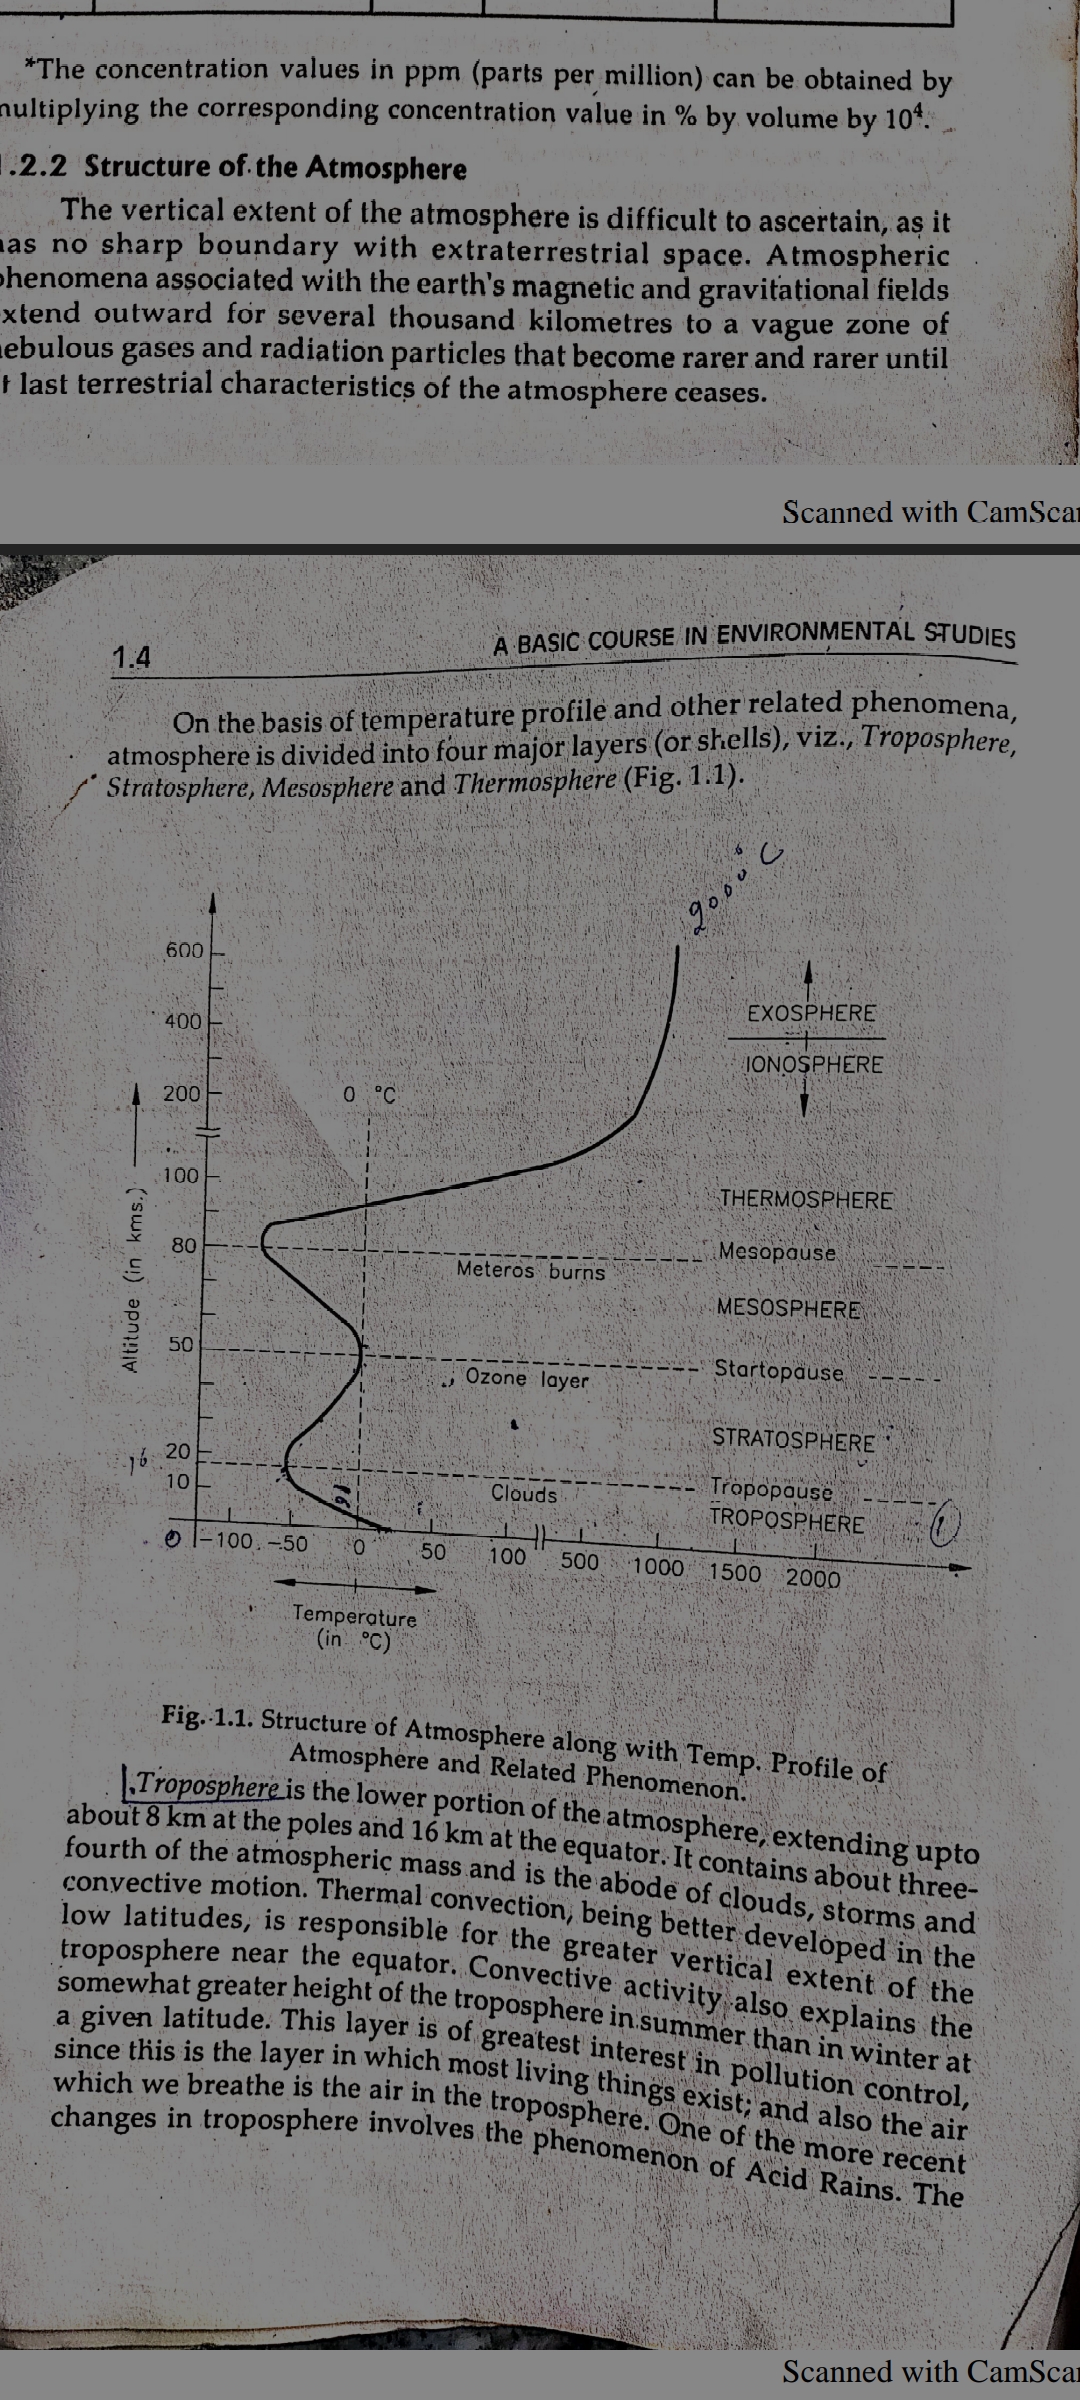 *The concentration values in ppm (parts per million) can be obtained by
multiplying the corresponding concentration value in % by volume by 10⁴.
.2.2 Structure of the Atmosphere
The vertical extent of the atmosphere is difficult to ascertain, as it
has no sharp boundary with extraterrestrial space. Atmospheric
phenomena associated with the earth's magnetic and gravitational fields
extend outward for several thousand kilometres to a vague zone of
nebulous gases and radiation particles that become rarer and rarer until
t last terrestrial characteristics of the atmosphere ceases.
Scanned with CamScan
1.4
A BASIC COURSE IN ENVIRONMENTAL STUDIES
On the basis of temperature profile and other related phenomena,
atmosphere is divided into four major layers (or shells), viz., Troposphere,
Stratosphere, Mesosphere and Thermosphere (Fig. 1.1).
°C
600
EXOSPHERE
400
IONOSPHERE
200
0 °C
100
THERMOSPHERE
80
Mesopause
Meteros burns
MESOSPHERE
Altitude (in kms.)
50
Startopause
Ozone layer
STRATOSPHERE
16
20
10
Tropopause
Clouds
16
TROPOSPHERE
1
0
-100 -50 0 50 100 500 1000 1500 2000
Temperature
(in °C)
Fig. 1.1. Structure of Atmosphere along with Temp. Profile of
Atmosphere and Related Phenomenon.
1. Troposphere is the lower portion of the atmosphere, extending upto
about 8 km at the poles and 16 km at the equator. It contains about three-
fourth of the atmospheric mass and is the abode of clouds, storms and
convective motion. Thermal convection, being better developed in the
low latitudes, is responsible for the greater vertical extent of the
troposphere near the equator. Convective activity also explains the
somewhat greater height of the troposphere in summer than in winter at
a given latitude. This layer is of greatest interest in pollution control,
since this is the layer in which most living things exist; and also the air
which we breathe is the air in the troposphere. One of the more recent
changes in troposphere involves the phenomenon of Acid Rains. The
Scanned with CamScan